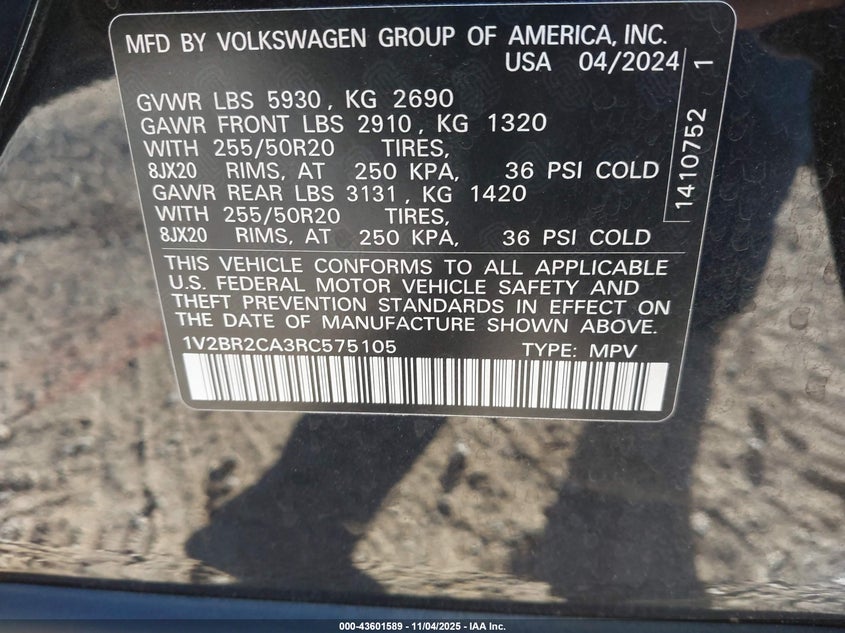 MFD BY VOLKSWAGEN GROUP OF AMERICA, INC.
USA 04/2024
GVWR LBS 5930, KG 2690
GAWR FRONT LBS 2910, KG 1320
WITH 255/50R20 TIRES,
8JX20 RIMS, AT 250 KPA, 36 PSI COLD
GAWR REAR LBS 3131, KG 1420
WITH 255/50R20 TIRES,
8JX20 RIMS, AT 250 KPA, 36 PSI COLD
1410752 1
THIS VEHICLE CONFORMS TO ALL APPLICABLE
U.S. FEDERAL MOTOR VEHICLE SAFETY AND
THEFT PREVENTION STANDARDS IN EFFECT ON
THE DATE OF MANUFACTURE SHOWN ABOVE.
1V2BR2CA3RC575105 TYPE: MPV
000-43601589 - 11/04/2025 - IAA Inc.